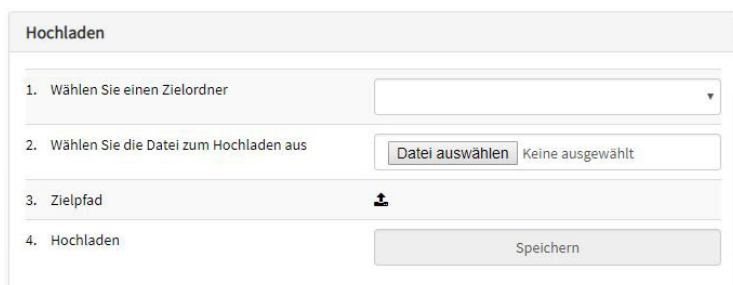 Hochladen
1. Wählen Sie einen Zielordner
2. Wählen Sie die Datei zum Hochladen aus Datei auswählen Keine ausgewählt
3. Zielpfad
4. Hochladen Speichern